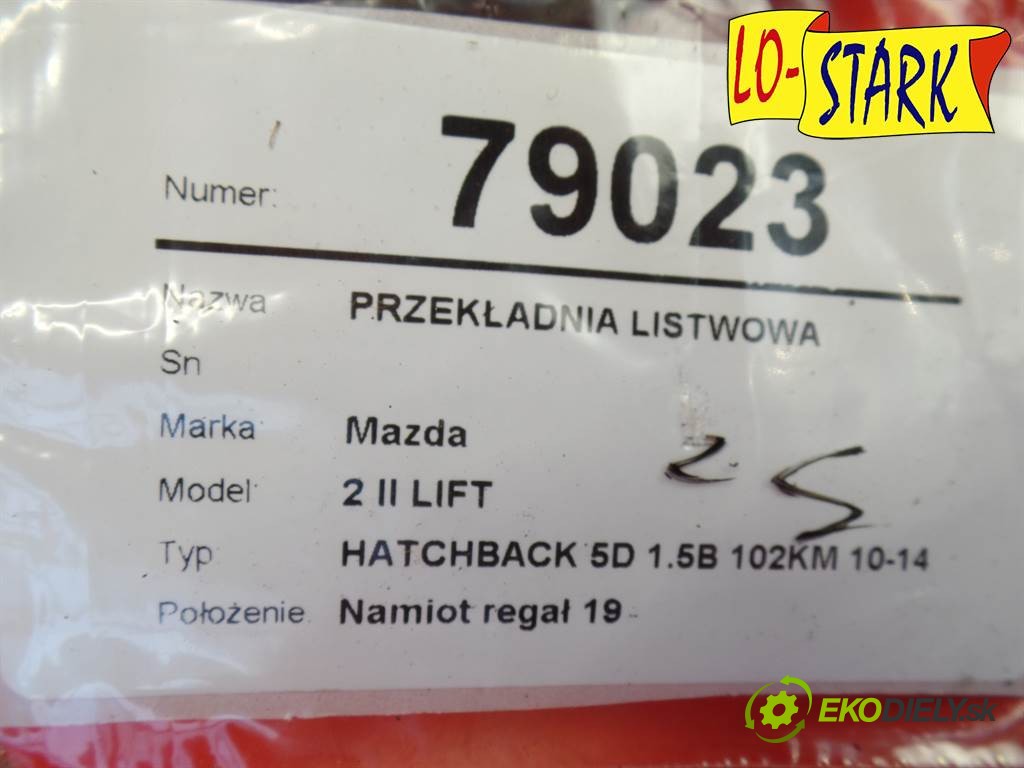 LO-STARK
Numer: 79023
Nazwa PRZEKŁADNIA LISTWOWA
Sn
Marka Mazda
25
Model 2 II LIFT
Typ HATCHBACK 5D 1.5B 102KM 10-14
Położenie Namiot regał 19
EKODIELY.sk